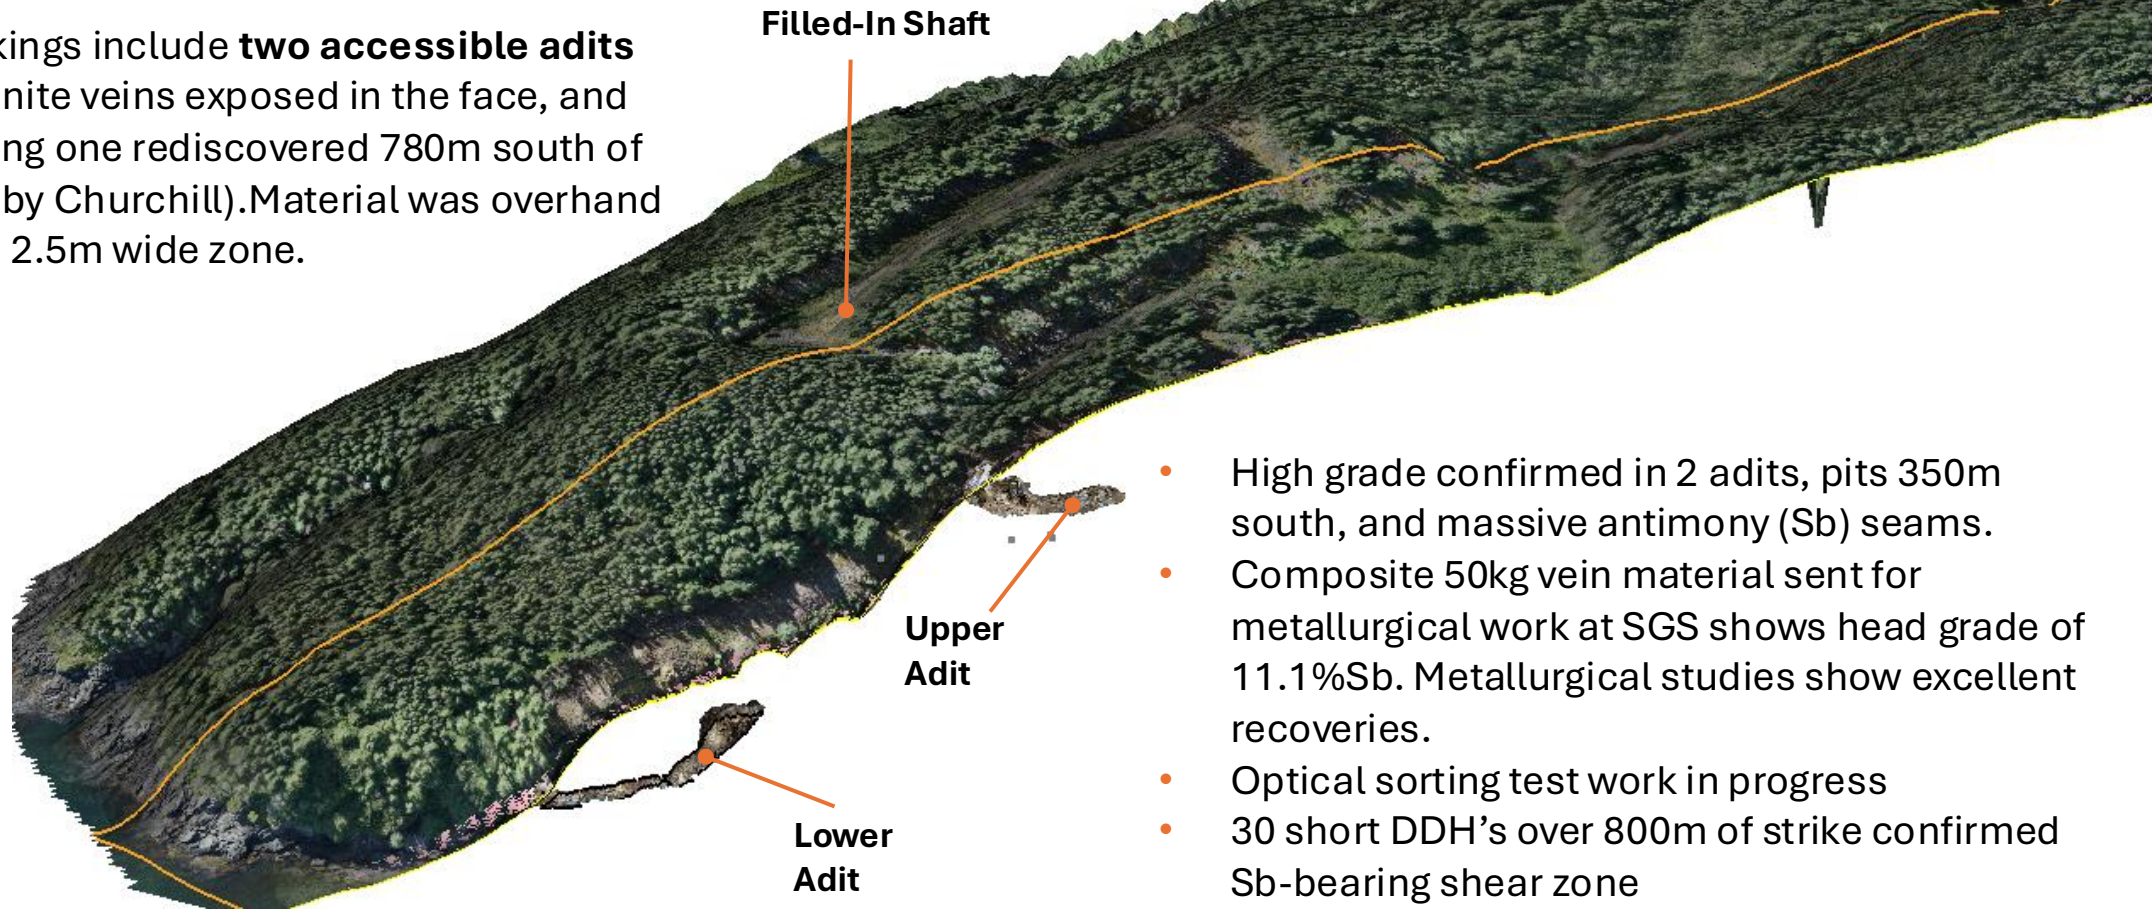 Filled-In Shaft
kings include two accessible adits
nite veins exposed in the face, and
ng one rediscovered 780m south of
by Churchill).Material was overhand
2.5m wide zone.
• High grade confirmed in 2 adits, pits 350m
south, and massive antimony (Sb) seams.
• Composite 50kg vein material sent for
metallurgical work at SGS shows head grade of
11.1%Sb. Metallurgical studies show excellent
recoveries.
• Optical sorting test work in progress
• 30 short DDH’s over 800m of strike confirmed
Sb-bearing shear zone
Upper
Adit
Lower
Adit